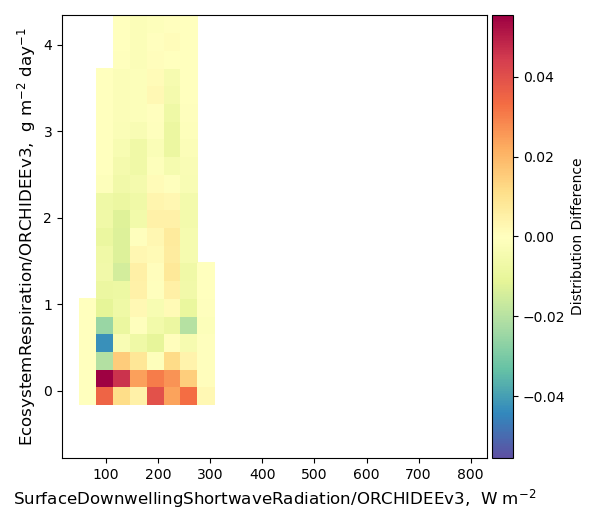 EcosystemRespiration/ORCHIDEEv3, g m⁻² day⁻¹
4
3
2
1
0
100 200 300 400 500 600 700 800
SurfaceDownwellingShortwaveRadiation/ORCHIDEEv3, W m⁻²
0.04
0.02
0.00
−0.02
−0.04
Distribution Difference